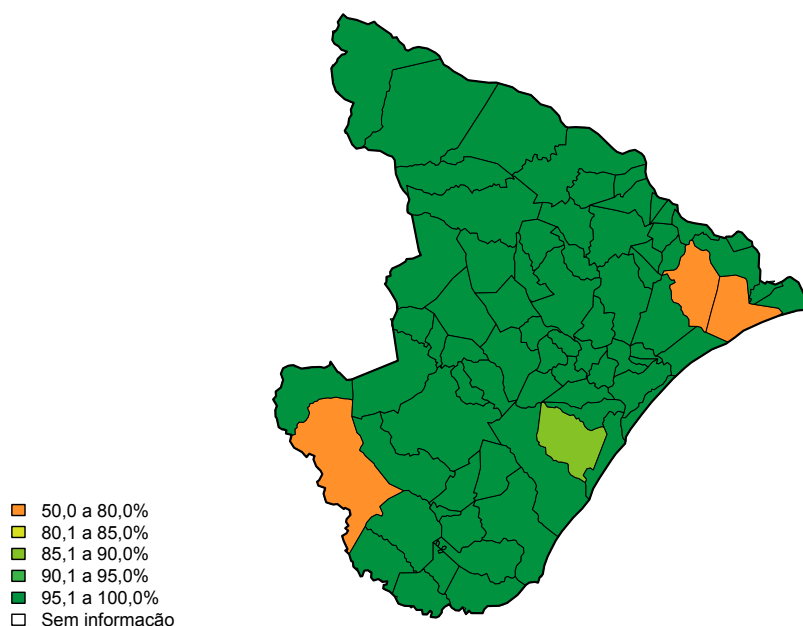 50,0 a 80,0%
80,1 a 85,0%
85,1 a 90,0%
90,1 a 95,0%
95,1 a 100,0%
Sem informação